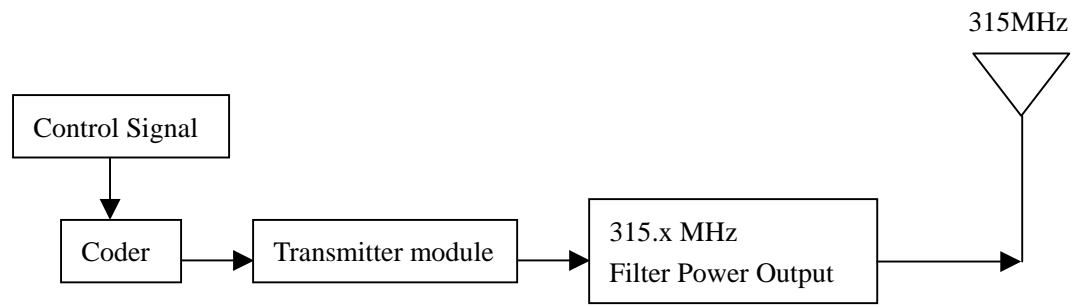 315MHz
Control Signal
Coder
Transmitter module
315.x MHz
Filter Power Output